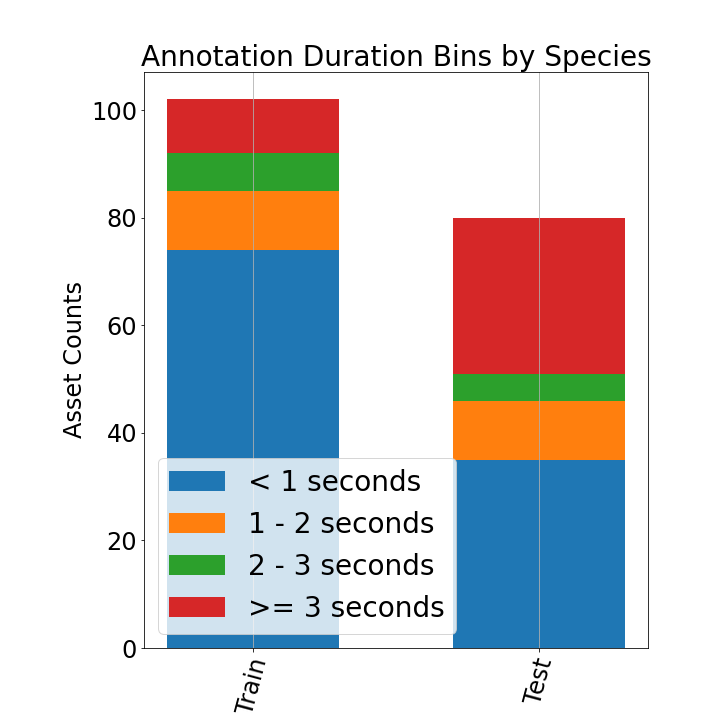 Annotation Duration Bins by Species
Asset Counts
100
80
60
40
20
0
< 1 seconds
1 - 2 seconds
2 - 3 seconds
>= 3 seconds
Train
Test